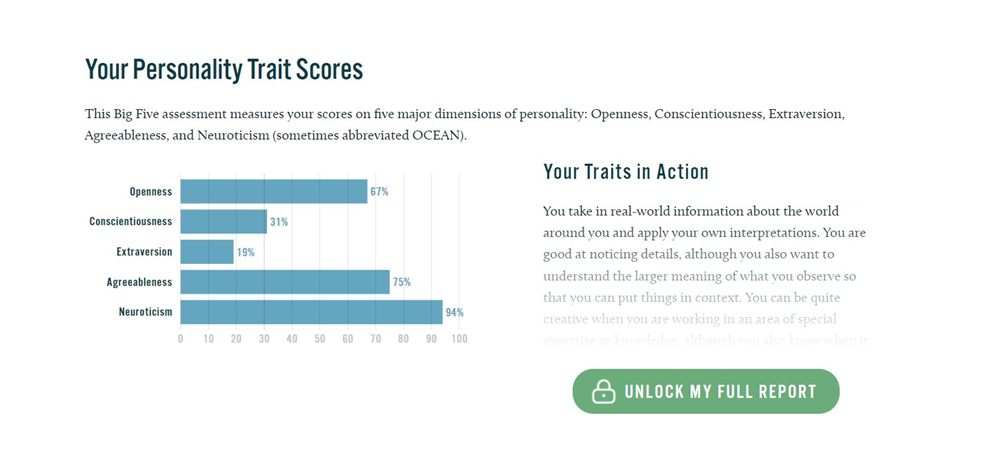 Your Personality Trait Scores
This Big Five assessment measures your scores on five major dimensions of personality: Openness, Conscientiousness, Extraversion,
Agreeableness, and Neuroticism (sometimes abbreviated OCEAN).
Openness 67%
Conscientiousness 31%
Extraversion 19%
Agreeableness 75%
Neuroticism 94%
0 10 20 30 40 50 60 70 80 90 100
Your Traits in Action
You take in real-world information about the world
around you and apply your own interpretations. You are
good at noticing details, although you also want to
understand the larger meaning of what you observe so
that you can put things in context. You can be quite
creative when you are working in an area of special
expertise or knowledge, although you also know when it
UNLOCK MY FULL REPORT